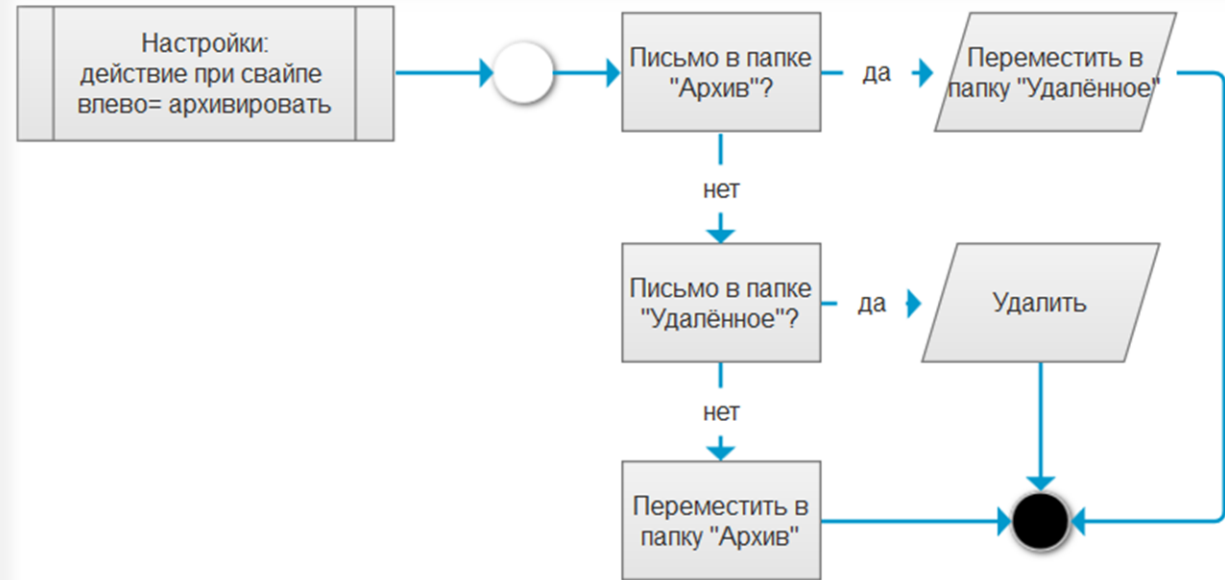 Настройки:
действие при свайпе
влево= архивировать
Письмо в папке
"Архив"?
да
Переместить в
папку "Удалённое"
нет
Письмо в папке
"Удалённое"?
да
Удалить
нет
Переместить в
папку "Архив"